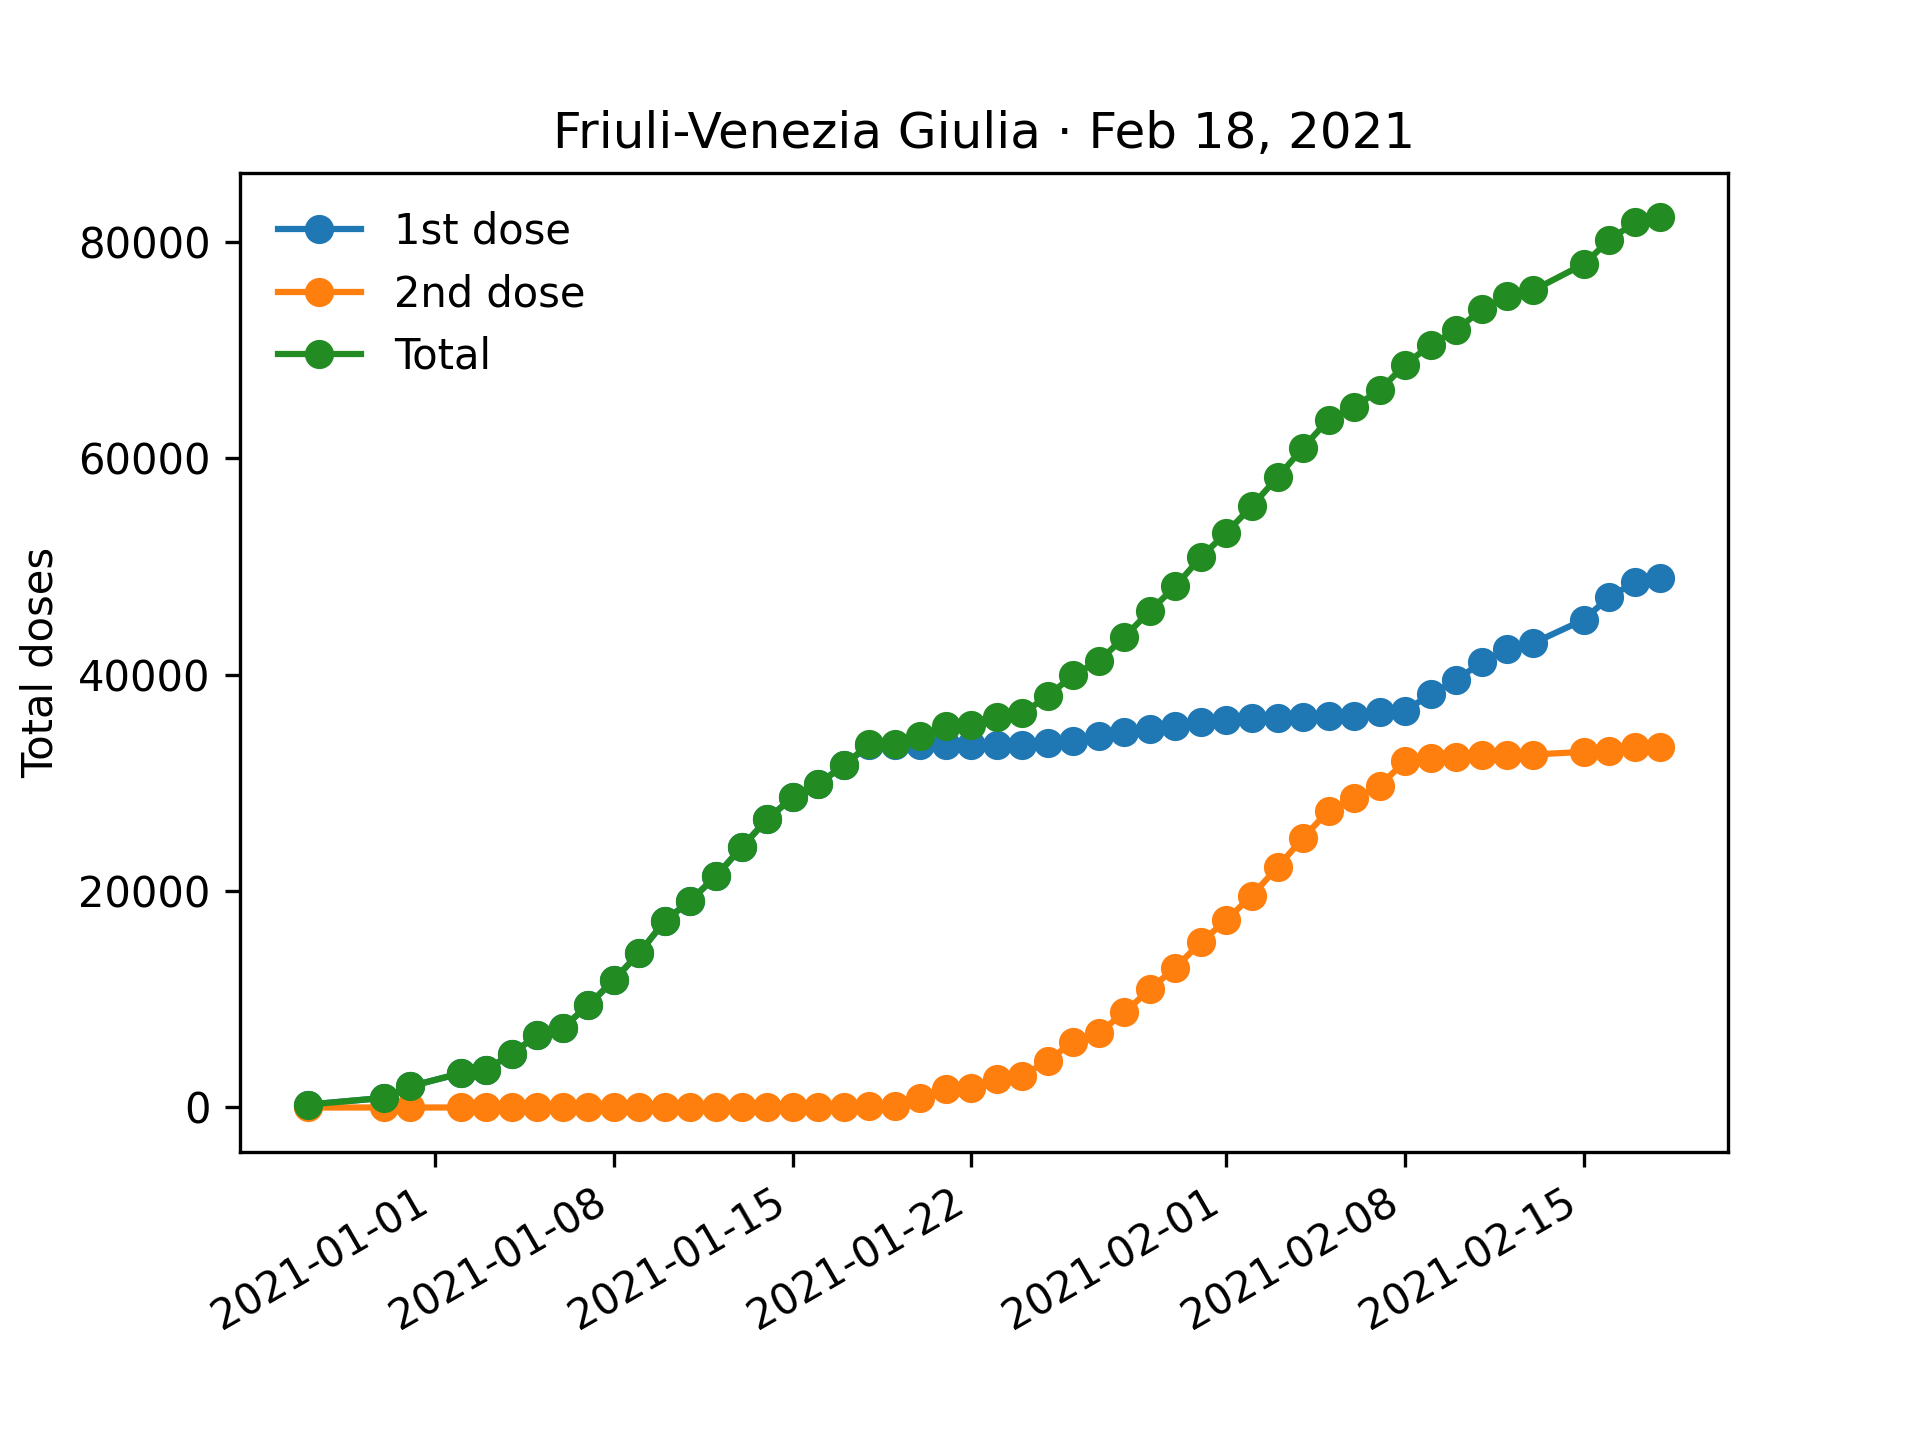 Friuli-Venezia Giulia · Feb 18, 2021
1st dose
2nd dose
Total
Total doses
80000
60000
40000
20000
0
2021-01-01
2021-01-08
2021-01-15
2021-01-22
2021-02-01
2021-02-08
2021-02-15